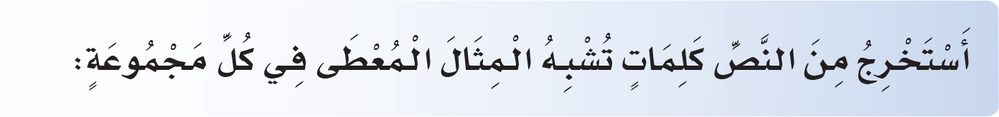 أَسْتَخْرِجُ مِنَ النَّصِّ كَلِمَاتٍ تُشْبِهُ الْمِثَالَ الْمُعْطَى فِي كُلِّ مَجْمُوعَةٍ: